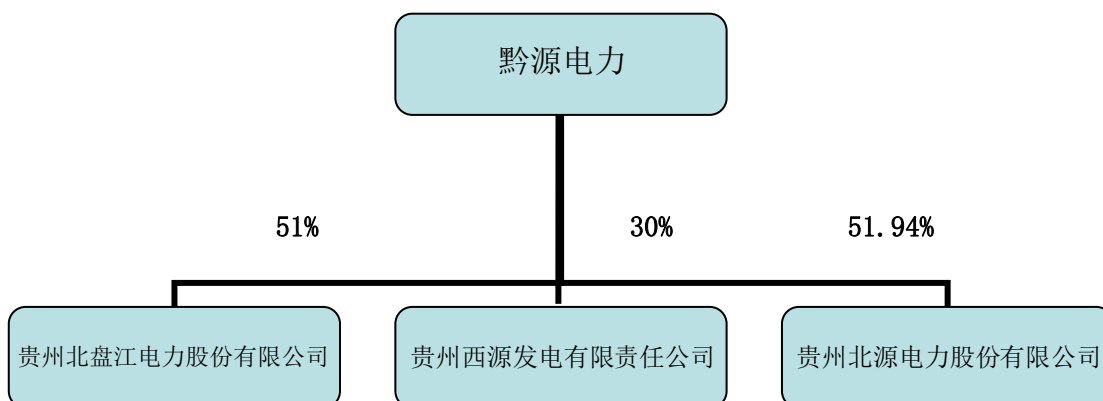 黔源电力
51%
30%
51.94%
贵州北盘江电力股份有限公司
贵州西源发电有限责任公司
贵州北源电力股份有限公司